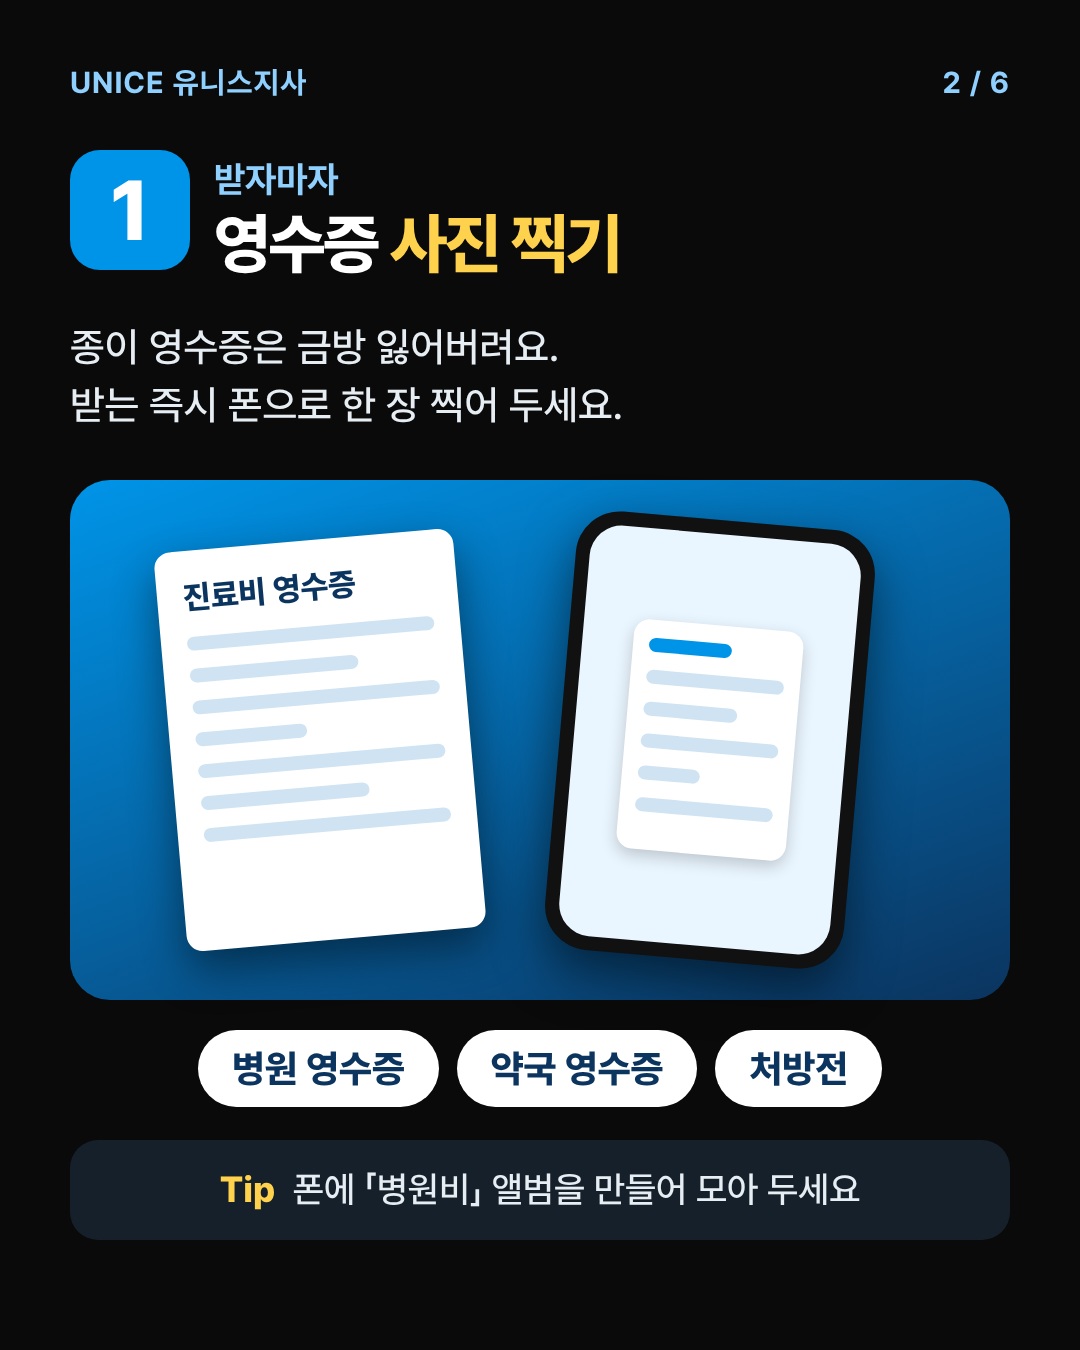 UNICE 유니스지사
2 / 6
1
받자마자
영수증 사진 찍기
종이 영수증은 금방 잃어버려요.
받는 즉시 폰으로 한 장 찍어 두세요.
진료비 영수증
병원 영수증
약국 영수증
처방전
Tip 폰에 「병원비」 앨범을 만들어 모아 두세요